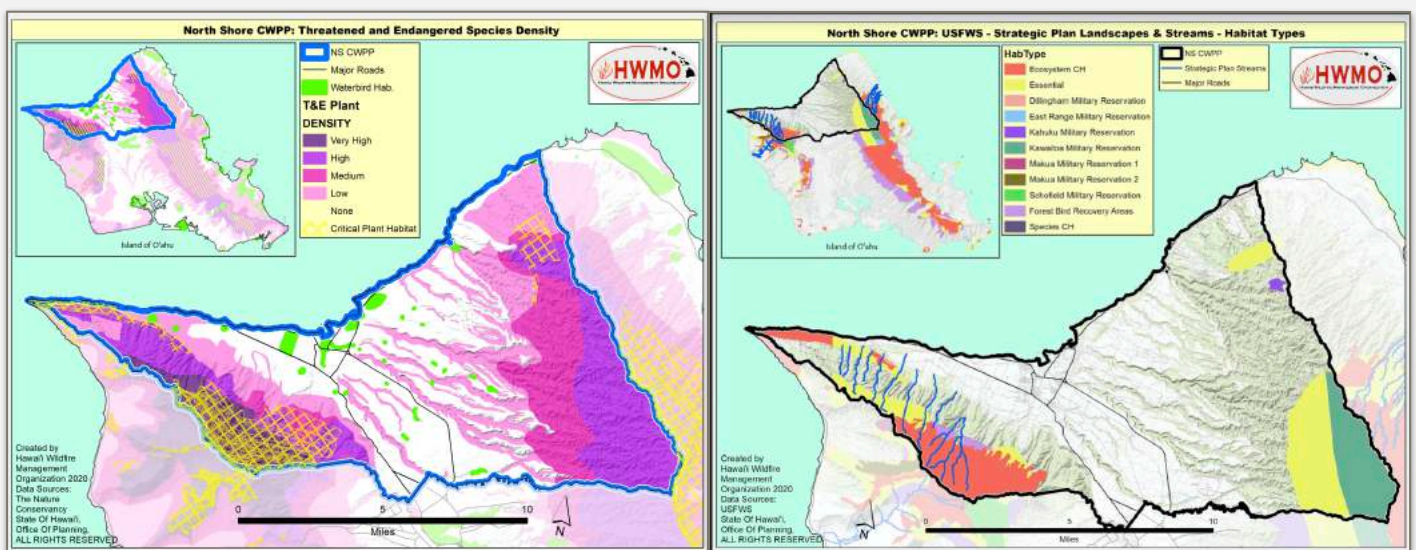 North Shore CWPP: Threatened and Endangered Species Density
NS CWPP
Major Roads
Waterbird Hab.
T&E Plant
DENSITY
Very High
High
Medium
Low
None
Critical Plant Habitat
HWMO
Island of O'ahu
Created by
Hawai'i Wildfire
Management
Organization 2020
Data Sources:
The Nature
Conservancy
State Of Hawai'i,
Office Of Planning,
ALL RIGHTS RESERVED
0 5 10
Miles
N
North Shore CWPP: USFWS - Strategic Plan Landscapes & Streams - Habitat Types
HabType
Ecosystem CH
Essential
Dillingham Military Reservation
East Range Military Reservation
Kahuku Military Reservation
Kawailoa Military Reservation
Makua Military Reservation 1
Makua Military Reservation 2
Schofield Military Reservation
Forest Bird Recovery Areas
Species CH
NS CWPP
Strategic Plan Streams
Major Roads
HWMO
Island of O'ahu
Created by
Hawai'i Wildfire
Management
Organization 2020
Data Sources:
USFWS
State Of Hawai'i,
Office Of Planning,
ALL RIGHTS RESERVED
0 5 10
Miles
N